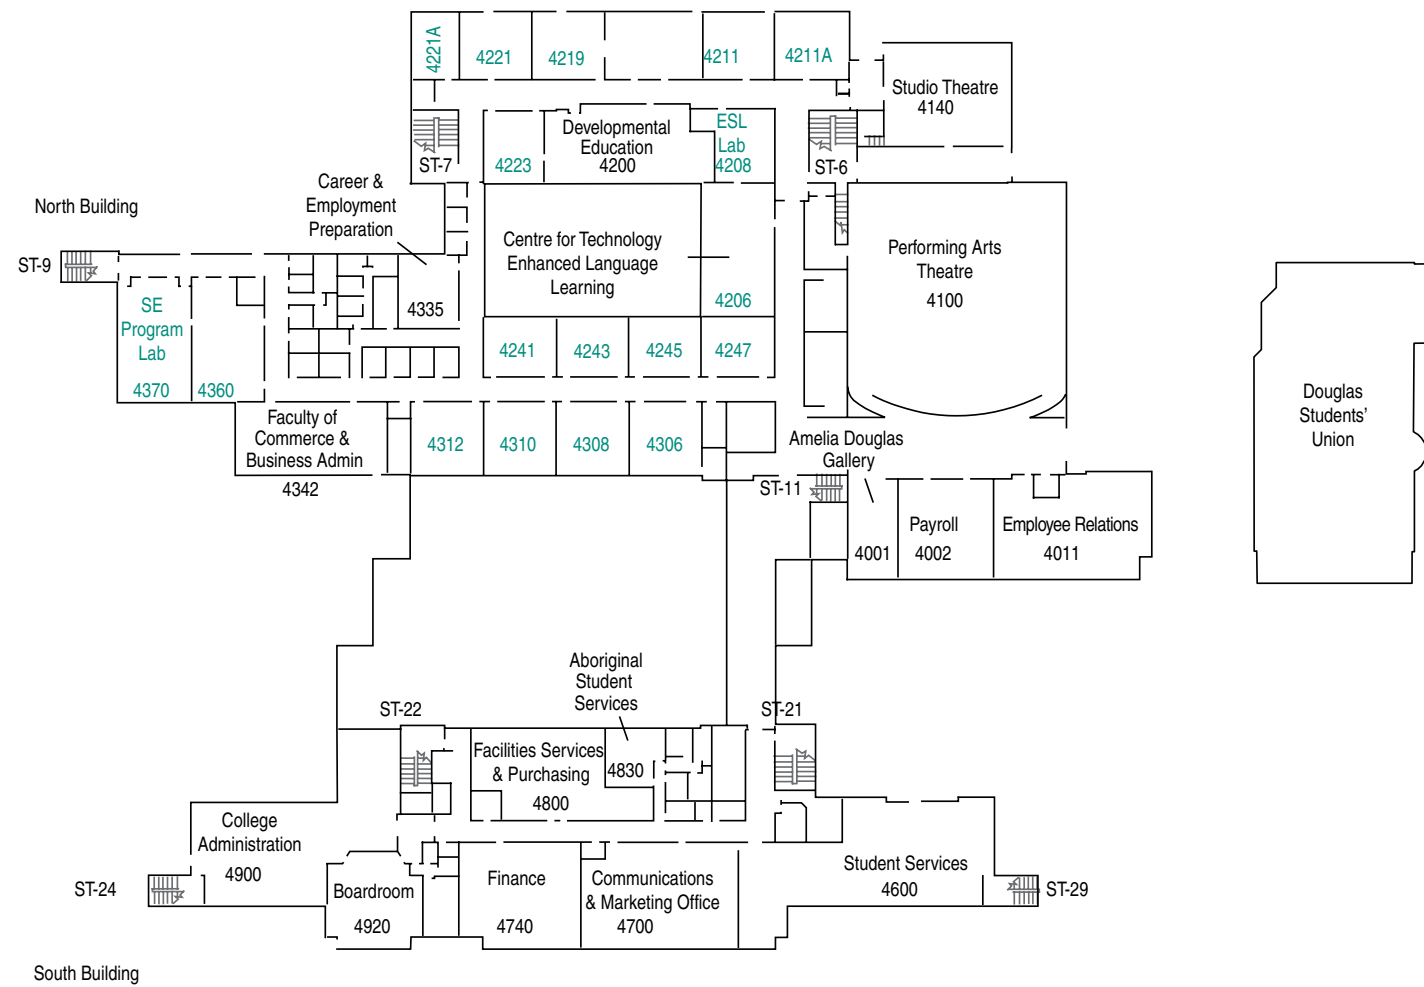 4221A
4221
4219
4211
4211A
Studio Theatre
4140
ST-7
4223
Developmental
Education
4200
ESL
Lab
4208
ST-6
North Building
Career &
Employment
Preparation
ST-9
Centre for Technology
Enhanced Language
Learning
4206
Performing Arts
Theatre
4100
SE
Program
Lab
4370
4360
4335
4241
4243
4245
4247
Douglas
Students'
Union
Faculty of
Commerce &
Business Admin
4342
4312
4310
4308
4306
Amelia Douglas
Gallery
ST-11
4001
Payroll
4002
Employee Relations
4011
Aboriginal
Student
Services
ST-22
ST-21
Facilities Services
& Purchasing
4800
4830
College
Administration
4900
ST-24
Boardroom
4920
Finance
4740
Communications
& Marketing Office
4700
Student Services
4600
ST-29
South Building